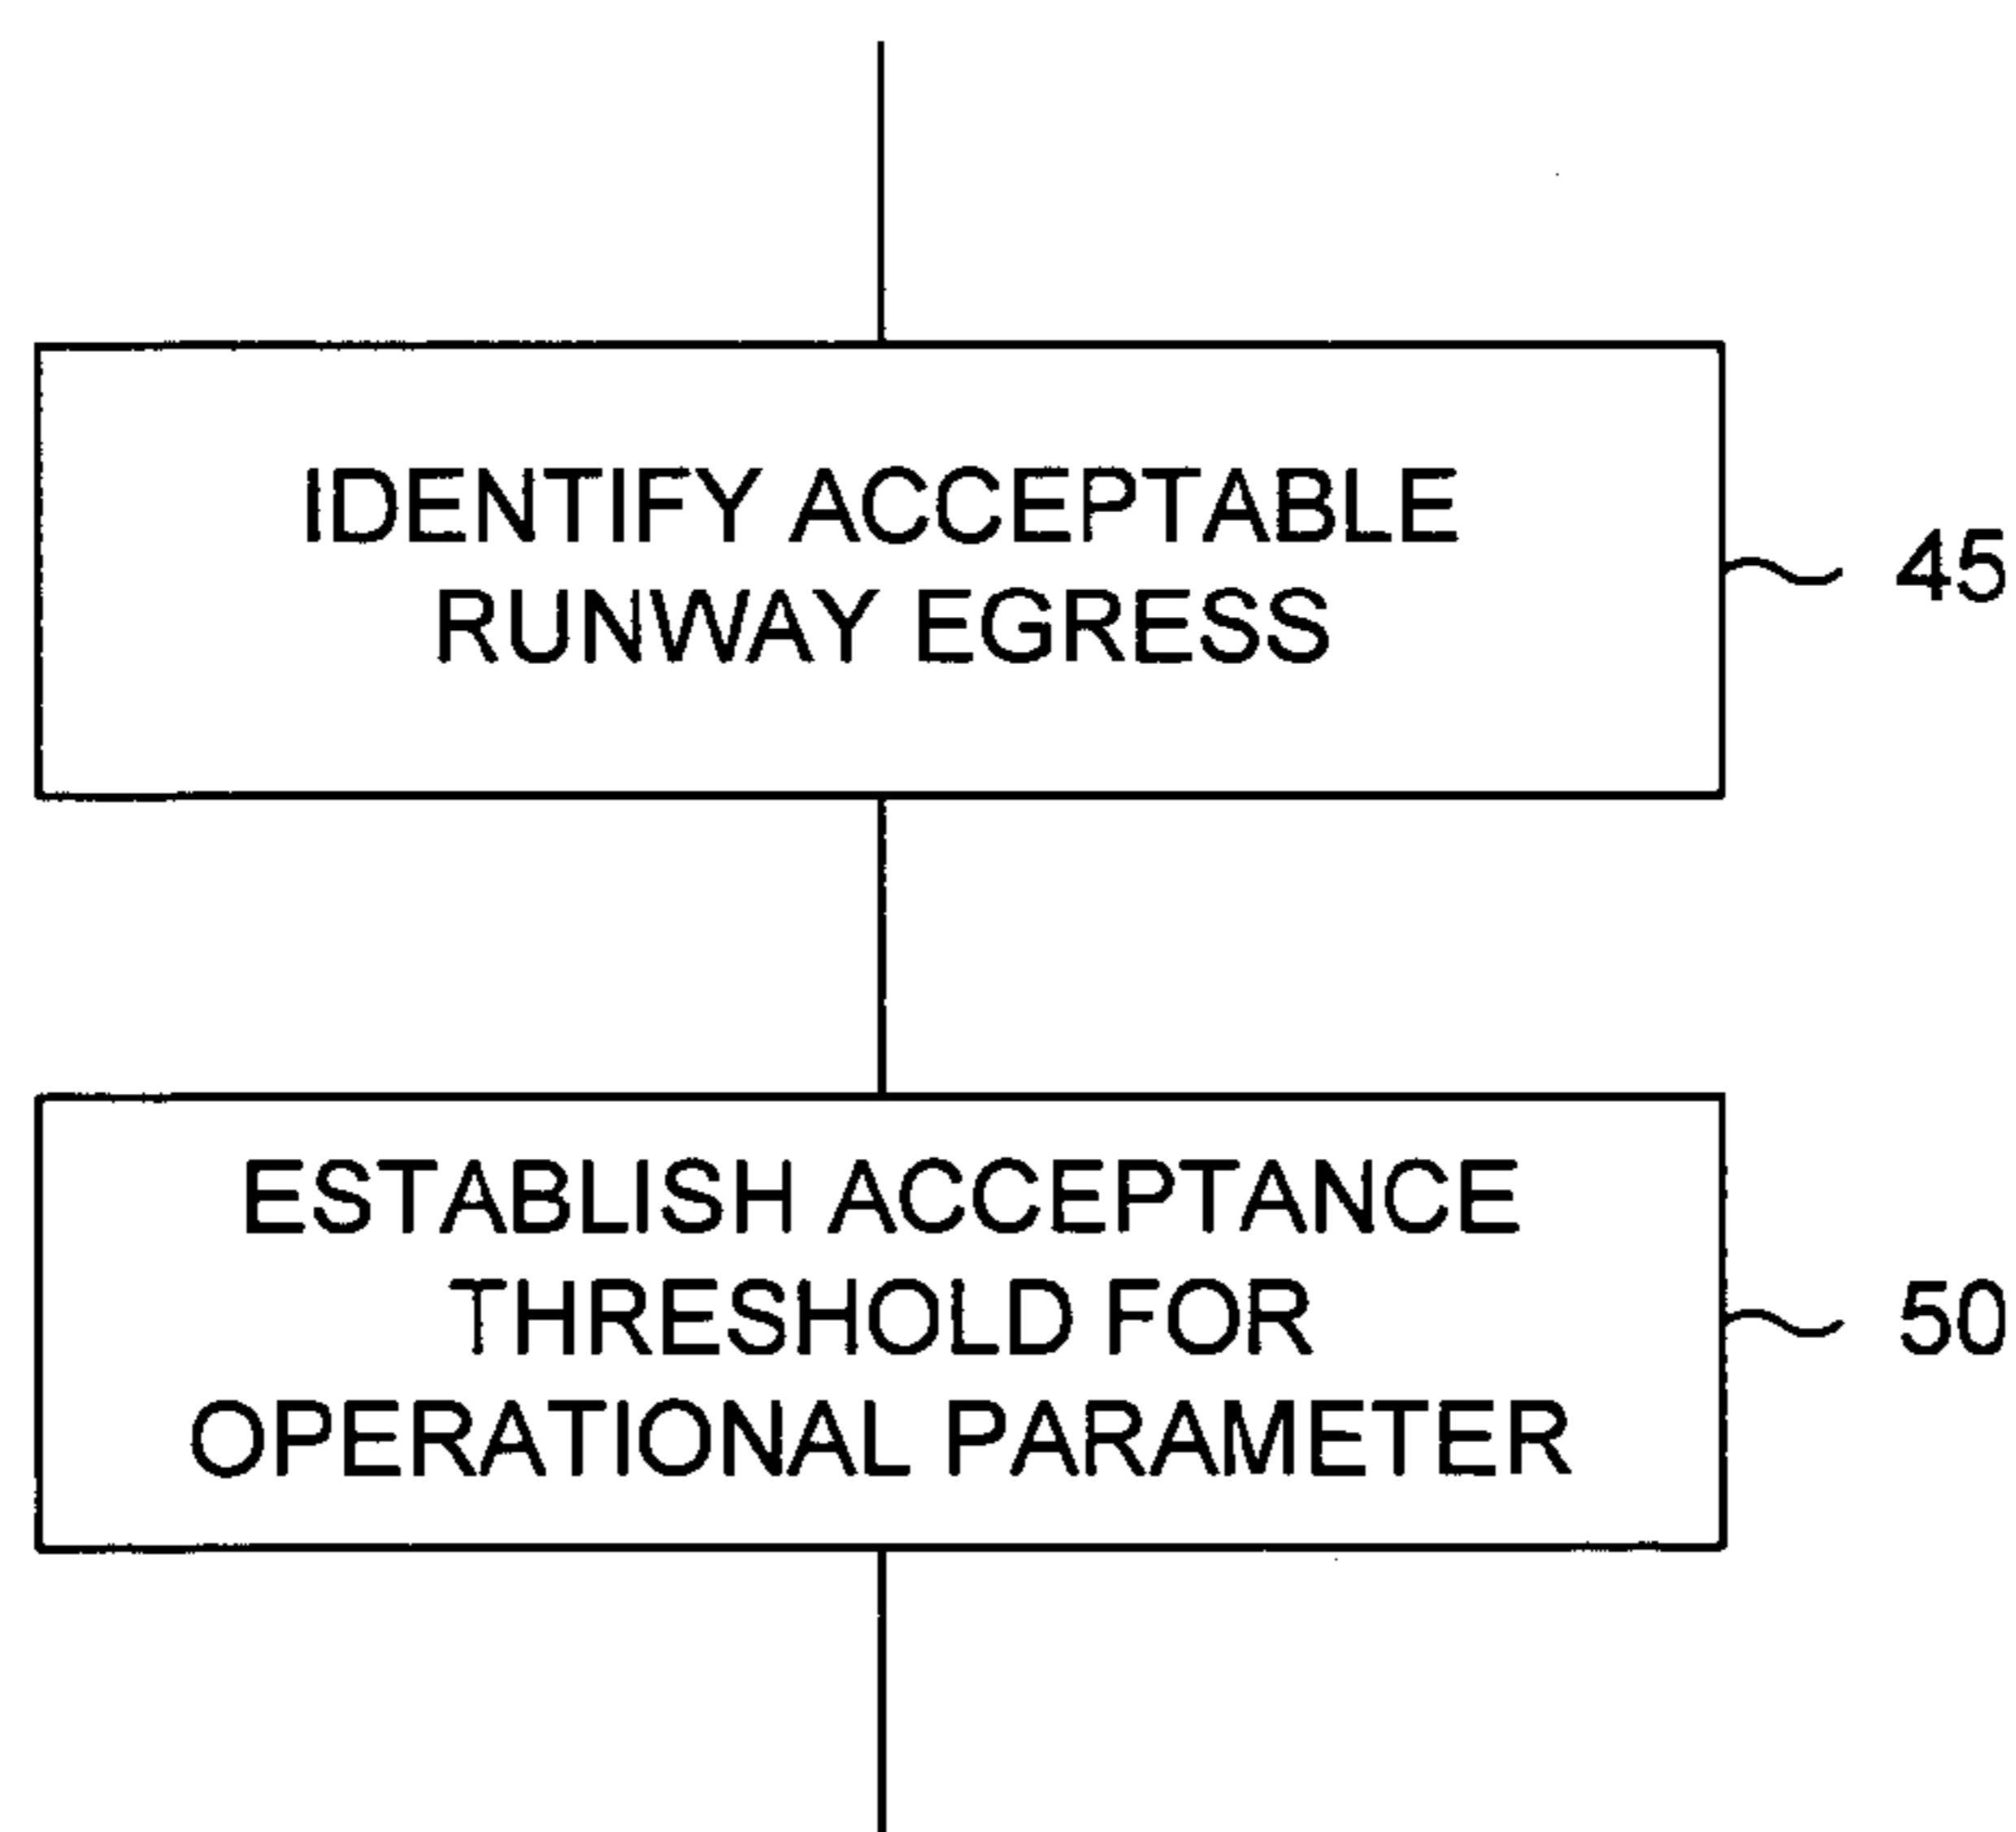 IDENTIFY ACCEPTABLE
RUNWAY EGRESS
45
ESTABLISH ACCEPTANCE
THRESHOLD FOR
OPERATIONAL PARAMETER
50